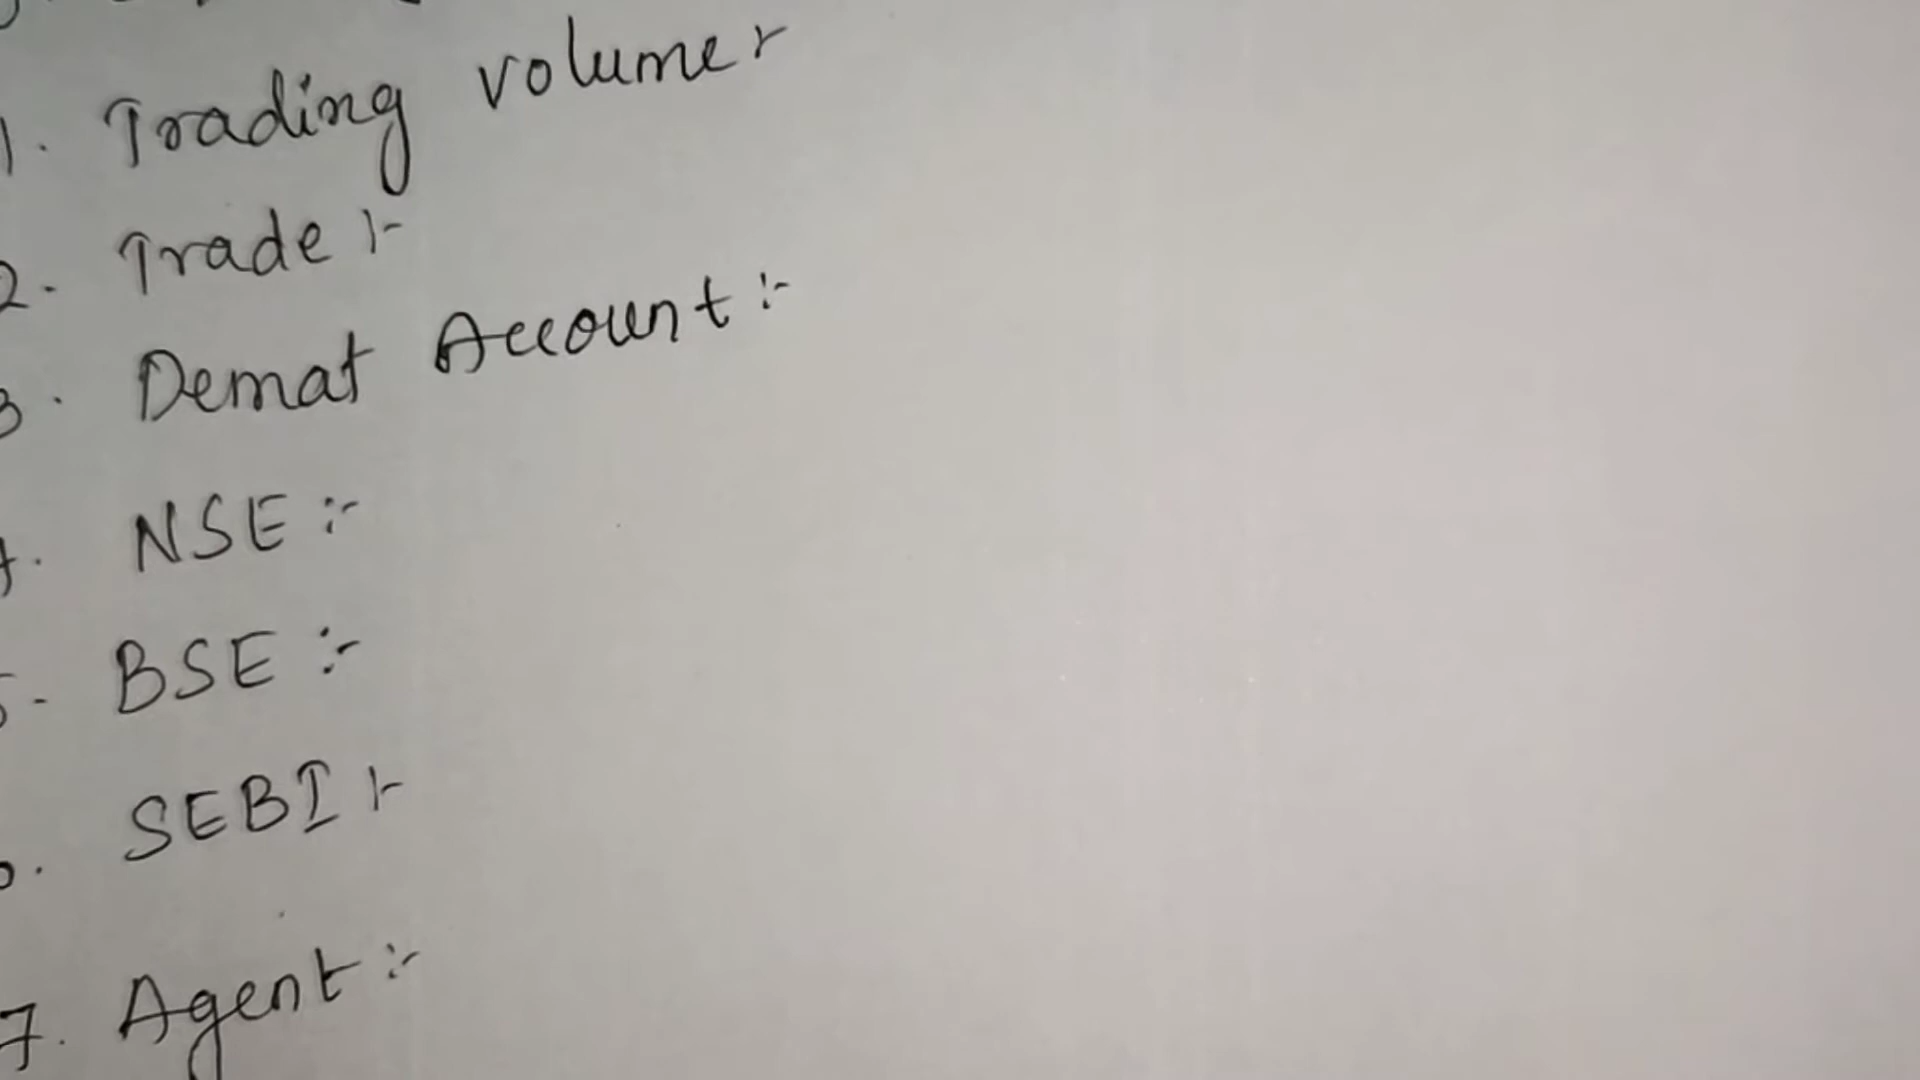 1. Trading volume :-
2. Trade :-
3. Demat Account :-
4. NSE :-
5. BSE :-
6. SEBI :-
7. Agent :-